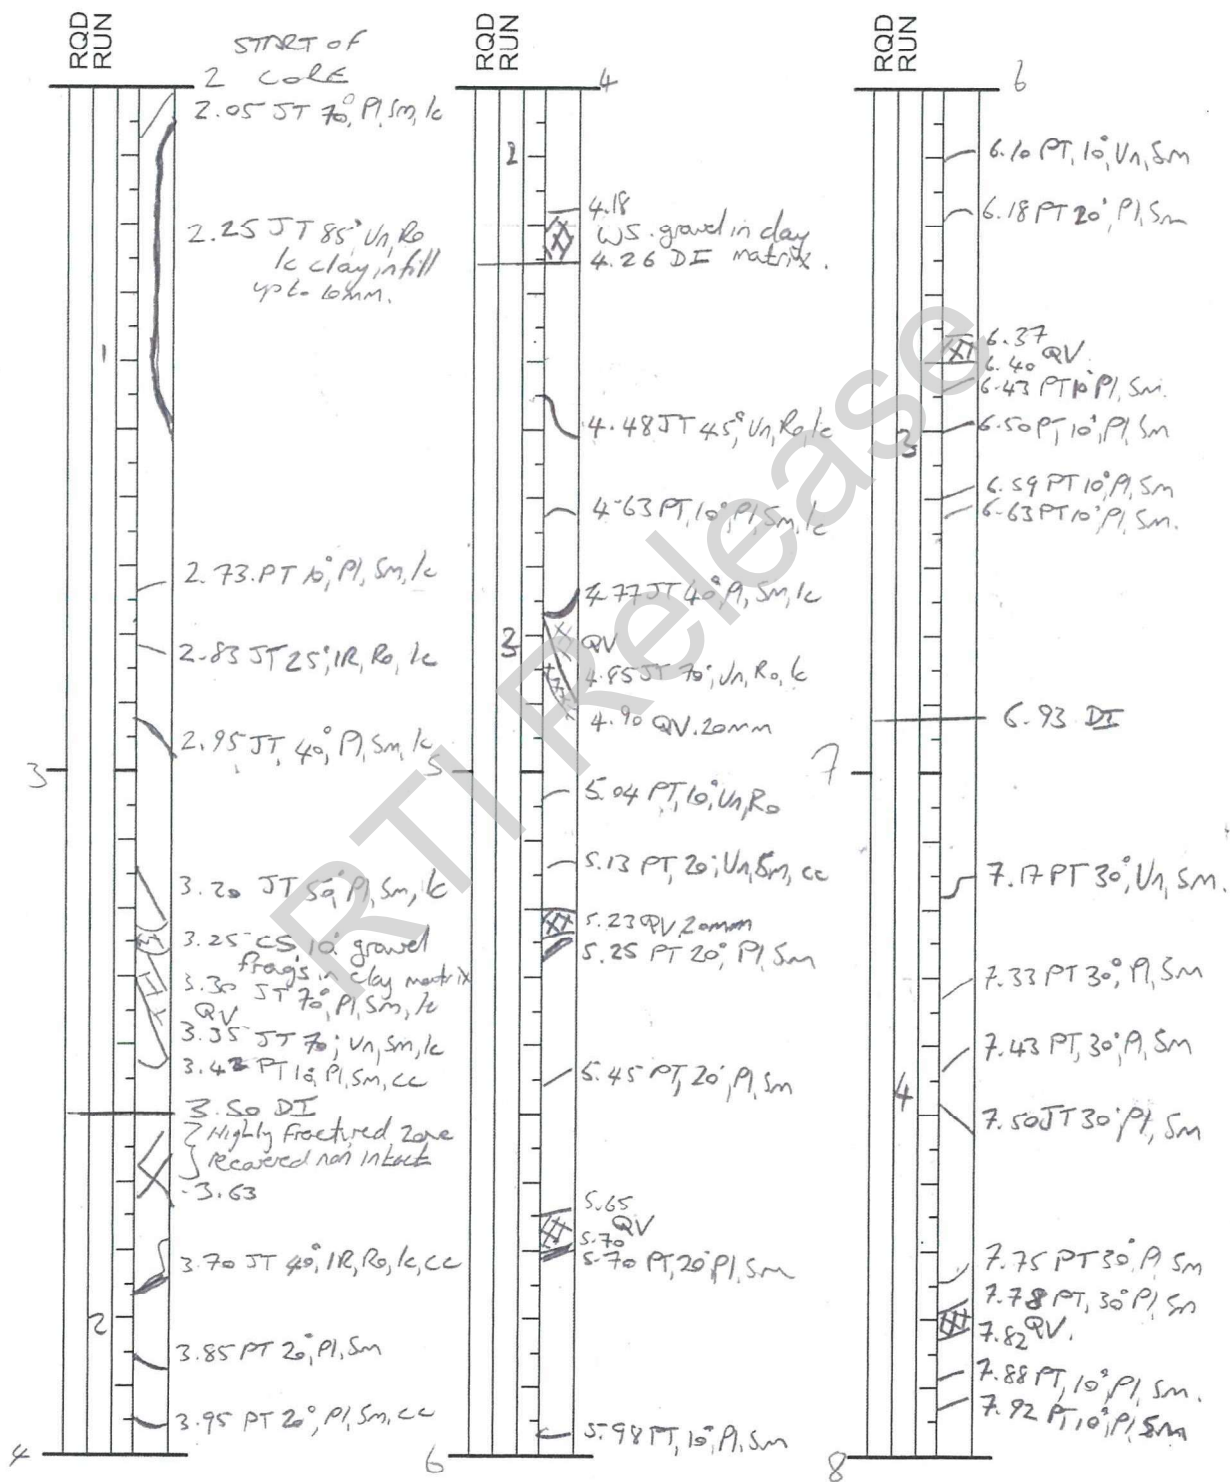 RQD
RUN
START OF
2 CORE
2.05 JT 70°, Pl, Sm, k
2.25 JT 85° Un, Ro
k clay infill
up to 10mm.
1
2.73. PT 10°, Pl, Sm, k
2.83 JT 25°, IR, Ro, k
2.95 JT, 40°, Pl, Sm, k
3
3.20 JT 50° Pl, Sm, k
3.25 CS 10° gravel
frags in clay matrix
3.30 JT 70°, Pl, Sm, k
QV
3.35 JT 70°, Un, Sm, k
3.42 PT 10°, Pl, Sm, cc
3.50 DI
Highly Fractured Zone
recovered non intact
- 3.63
3.70 JT 40°, IR, Ro, k, cc
2
3.85 PT 20°, Pl, Sm
3.95 PT 20°, Pl, Sm, cc
4
RQD
RUN
4
2
4.18
WS. gravel in clay
4.26 DI matrix.
4.48 JT 45°, Un, Ro, k
4.63 PT, 10°, Pl, Sm, k
4.77 JT 40°, Pl, Sm, k
3
QV
4.85 JT 70°, Un, Ro, k
4.90 QV. 20mm
5
5.04 PT, 10°, Un, Ro
5.13 PT, 20°, Un, Sm, cc
5.23 QV, 20mm
5.25 PT 20°, Pl, Sm
5.45 PT, 20°, Pl, Sm
5.65
QV
5.70
5.70 PT, 20° Pl, Sm
5.98 PT, 10°, Pl, Sm
6
RQD
RUN
6
6.10 PT, 10°, Un, Sm
6.18 PT 20°, Pl, Sm
6.37
QV
6.40
6.43 PT 10° Pl, Sm.
3
6.50 PT, 10°, Pl, Sm
6.59 PT 10°, Pl, Sm
6.63 PT 10°, Pl, Sm.
6.93 DI
7
7.17 PT 30°, Un, Sm.
7.33 PT 30°, Pl, Sm
7.43 PT, 30°, Pl, Sm
4
7.50 JT 30° Pl, Sm
7.75 PT 30°, Pl, Sm
7.78 PT, 30° Pl, Sm
7.82 QV.
7.88 PT, 10°, Pl, Sm.
7.92 PT, 10°, Pl, Sm
8
RTI Release